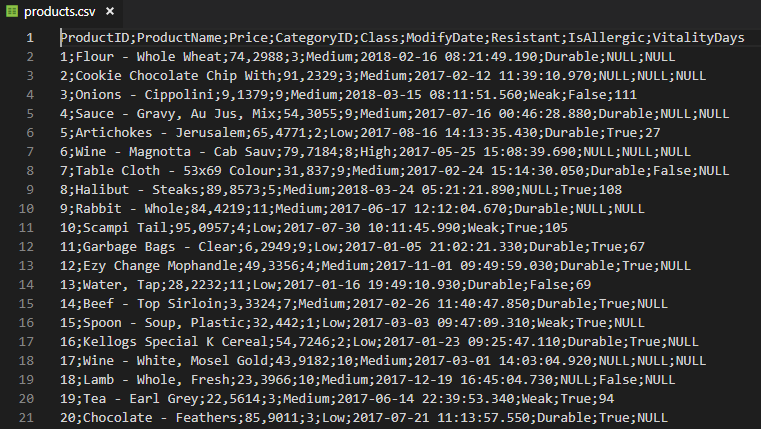 products.csv ×
1 ProductID;ProductName;Price;CategoryID;Class;ModifyDate;Resistant;IsAllergic;VitalityDays
2 1;Flour - Whole Wheat;74,2988;3;Medium;2018-02-16 08:21:49.190;Durable;NULL;NULL
3 2;Cookie Chocolate Chip With;91,2329;3;Medium;2017-02-12 11:39:10.970;NULL;NULL;NULL
4 3;Onions - Cippolini;9,1379;9;Medium;2018-03-15 08:11:51.560;Weak;False;111
5 4;Sauce - Gravy, Au Jus, Mix;54,3055;9;Medium;2017-07-16 00:46:28.880;Durable;NULL;NULL
6 5;Artichokes - Jerusalem;65,4771;2;Low;2017-08-16 14:13:35.430;Durable;True;27
7 6;Wine - Magnotta - Cab Sauv;79,7184;8;High;2017-05-25 15:08:39.690;NULL;NULL;NULL
8 7;Table Cloth - 53x69 Colour;31,837;9;Medium;2017-02-24 15:14:30.050;Durable;False;NULL
9 8;Halibut - Steaks;89,8573;5;Medium;2018-03-24 05:21:21.890;NULL;True;108
10 9;Rabbit - Whole;84,4219;11;Medium;2017-06-17 12:12:04.670;Durable;NULL;NULL
11 10;Scampi Tail;95,0957;4;Low;2017-07-30 10:11:45.990;Weak;True;105
12 11;Garbage Bags - Clear;6,2949;9;Low;2017-01-05 21:02:21.330;Durable;True;67
13 12;Ezy Change Mophandle;49,3356;4;Medium;2017-11-01 09:49:59.030;Durable;True;NULL
14 13;Water, Tap;28,2232;11;Low;2017-01-16 19:49:10.930;Durable;False;69
15 14;Beef - Top Sirloin;3,3324;7;Medium;2017-02-26 11:40:47.850;Durable;True;NULL
16 15;Spoon - Soup, Plastic;32,442;1;Low;2017-03-03 09:47:09.310;Weak;True;NULL
17 16;Kellogs Special K Cereal;54,7246;2;Low;2017-01-23 09:25:47.110;Durable;True;NULL
18 17;Wine - White, Mosel Gold;43,9182;10;Medium;2017-03-01 14:03:04.920;NULL;NULL;NULL
19 18;Lamb - Whole, Fresh;23,3966;10;Medium;2017-12-19 16:45:04.730;NULL;False;NULL
20 19;Tea - Earl Grey;22,5614;3;Medium;2017-06-14 22:39:53.340;Weak;True;94
21 20;Chocolate - Feathers;85,9011;3;Low;2017-07-21 11:13:57.550;Durable;True;NULL